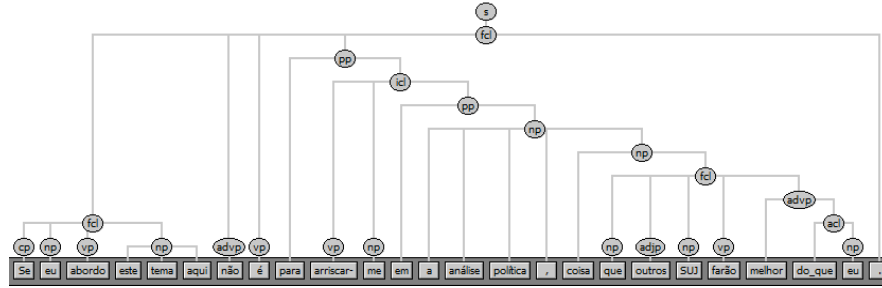 s
fcl
pp
icl
pp
np
np
fcl
advp
fcl acl
cp np vp np advp vp vp np np adjp np vp np
Se eu abordo este tema aqui não é para arriscar- me em a análise política , coisa que outros SUJ farão melhor do_que eu .